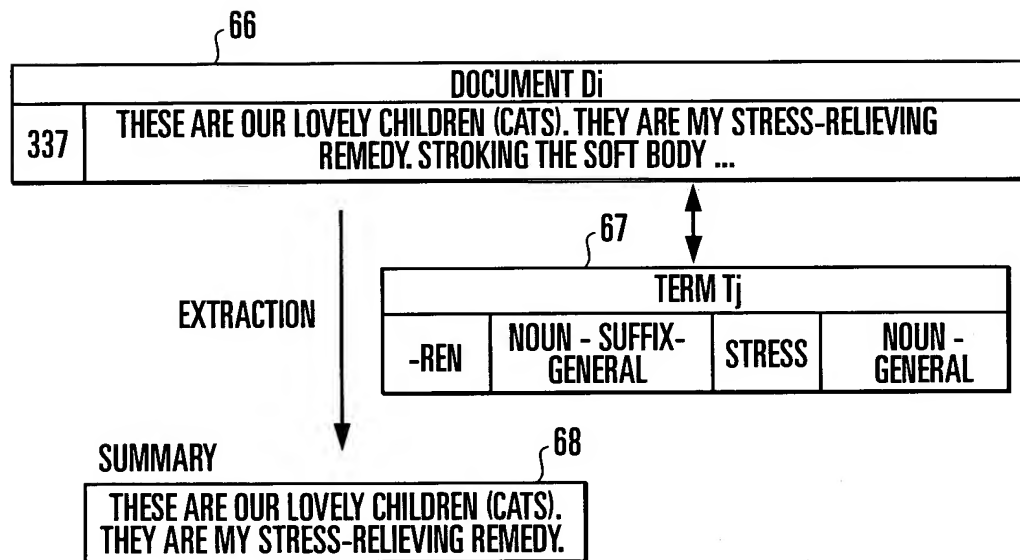 66
DOCUMENT Di
337
THESE ARE OUR LOVELY CHILDREN (CATS). THEY ARE MY STRESS-RELIEVING
REMEDY. STROKING THE SOFT BODY ...
67
TERM Tj
EXTRACTION
-REN
NOUN - SUFFIX-
GENERAL
STRESS
NOUN -
GENERAL
SUMMARY
68
THESE ARE OUR LOVELY CHILDREN (CATS).
THEY ARE MY STRESS-RELIEVING REMEDY.